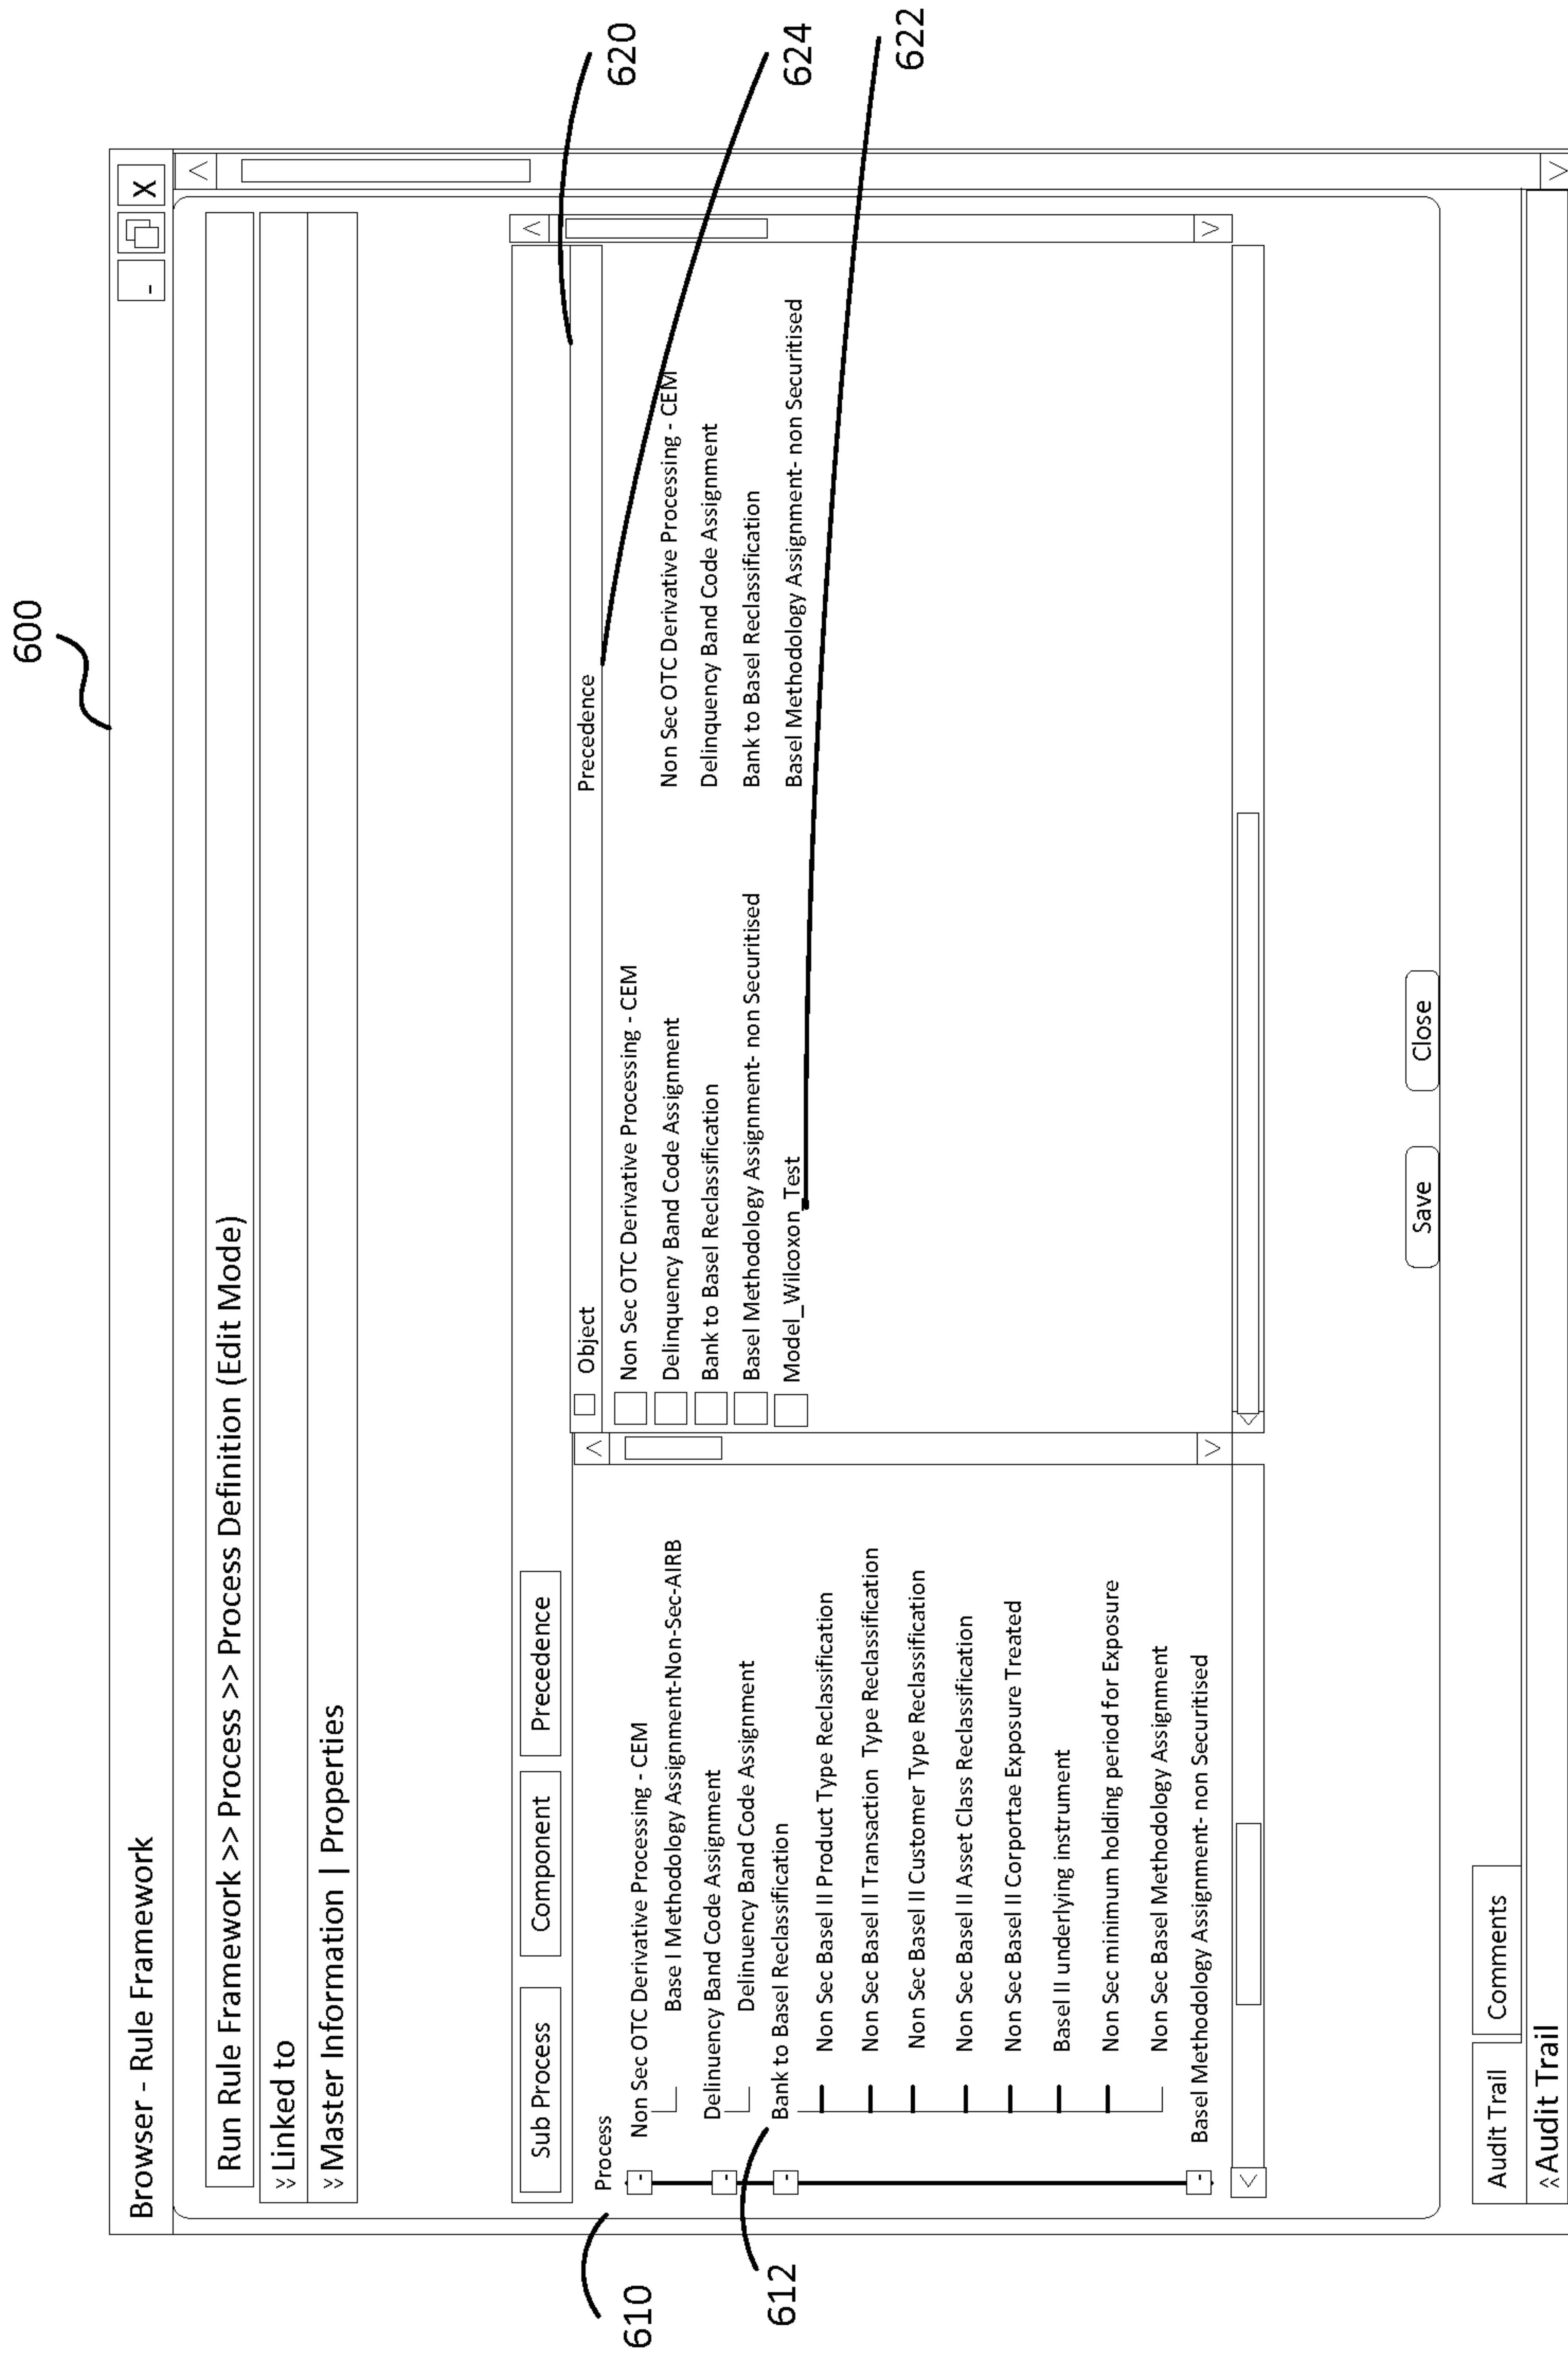 600
Browser - Rule Framework
- X
Run Rule Framework >> Process >> Process Definition (Edit Mode)
Linked to
Master Information | Properties
Sub Process Component Precedence
620
624
622
610
612
Process
Non Sec OTC Derivative Processing - CEM
Base I Methodology Assignment-Non-Sec-AIRB
Delinuency Band Code Assignment
Delinuency Band Code Assignment
Bank to Basel Reclassification
Non Sec Basel II Product Type Reclassification
Non Sec Basel II Transaction Type Reclassification
Non Sec Basel II Customer Type Reclassification
Non Sec Basel II Asset Class Reclassification
Non Sec Basel II Corportae Exposure Treated
Basel II underlying instrument
Non Sec minimum holding period for Exposure
Non Sec Basel Methodology Assignment
Basel Methodology Assignment- non Securitised
Object Precedence
Non Sec OTC Derivative Processing - CEM
Delinquency Band Code Assignment Non Sec OTC Derivative Processing - CEM
Bank to Basel Reclassification Delinquency Band Code Assignment
Basel Methodology Assignment- non Securitised Bank to Basel Reclassification
Model_Wilcoxon_Test Basel Methodology Assignment- non Securitised
Save Close
Audit Trail Comments
Audit Trail